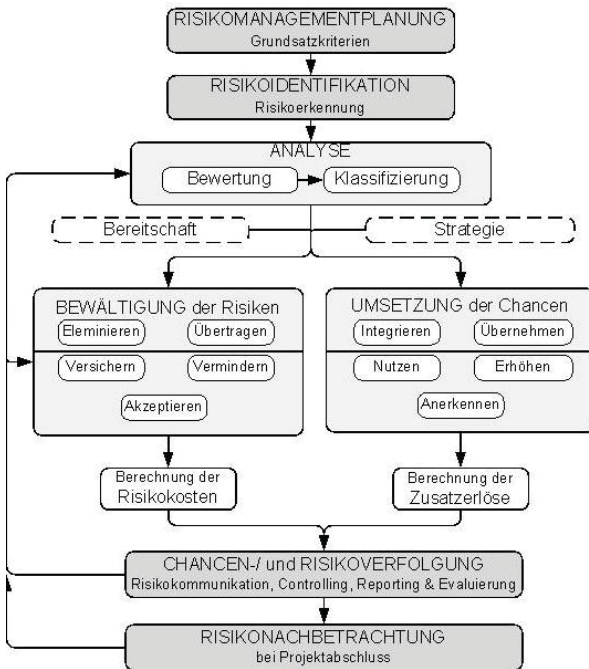 RISIKOMANAGEMENTPLANUNG
Grundsatzkriterien
RISIKOIDENTIFIKATION
Risikoerkennung
ANALYSE
Bewertung
Klassifizierung
Bereitschaft
Strategie
BEWÄLTIGUNG der Risiken
Eleminieren
Übertragen
Versichern
Vermindern
Akzeptieren
UMSETZUNG der Chancen
Integrieren
Übernehmen
Nutzen
Erhöhen
Anerkennen
Berechnung der
Risikokosten
Berechnung der
Zusatzerlöse
CHANCEN-/ und RISIKOVERFOLGUNG
Risikokommunikation, Controlling, Reporting & Evaluierung
RISIKONACHBETRACHTUNG
bei Projektabschluss